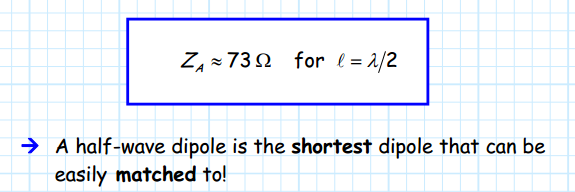 Z_A ≈ 73 Ω for ℓ = λ/2
→ A half-wave dipole is the shortest dipole that can be
easily matched to!